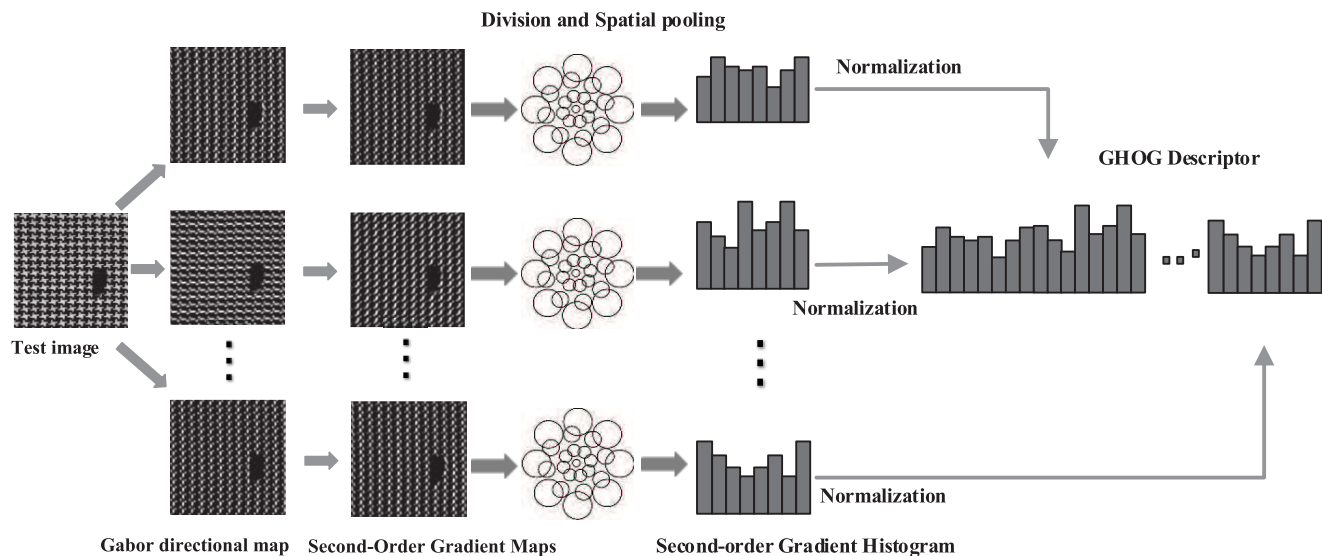 Division and Spatial pooling
Normalization
GHOG Descriptor
Normalization
Test image
Normalization
Gabor directional map
Second-Order Gradient Maps
Second-order Gradient Histogram